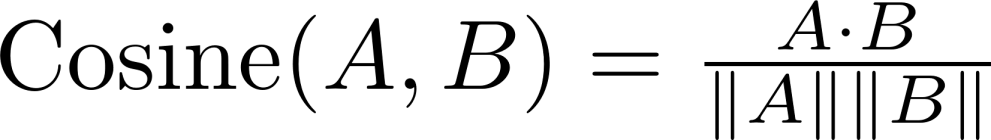 Cosine(A, B) = A·B / ‖A‖‖B‖